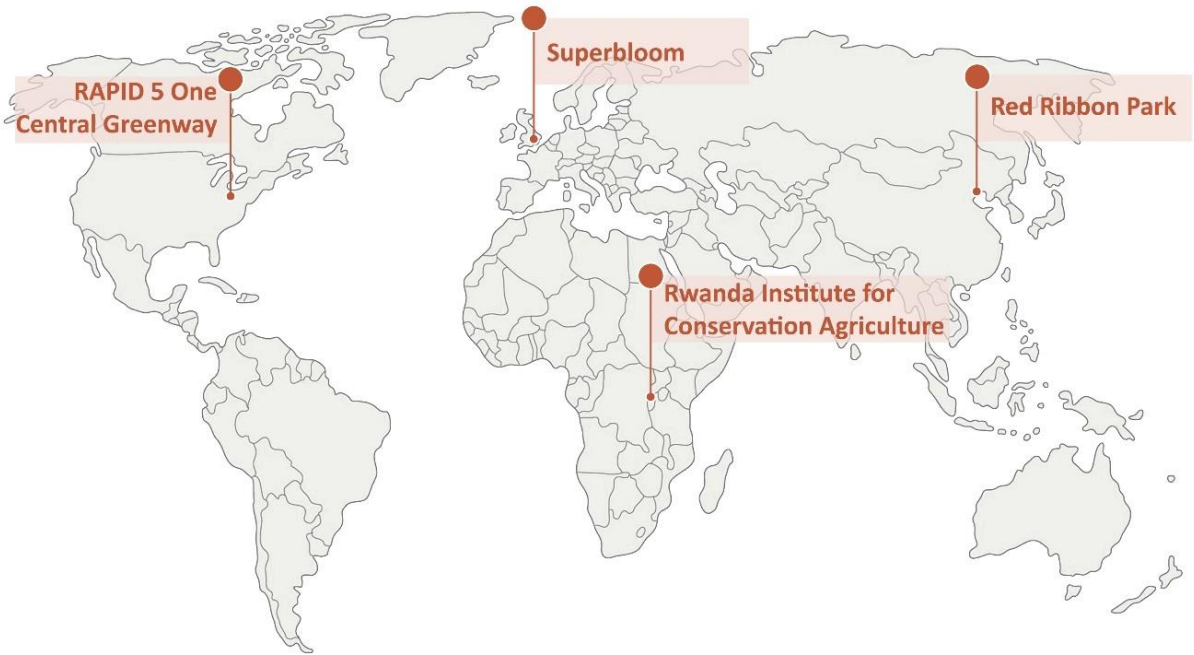 Superbloom
RAPID 5 One
Central Greenway
Red Ribbon Park
Rwanda Institute for
Conservation Agriculture